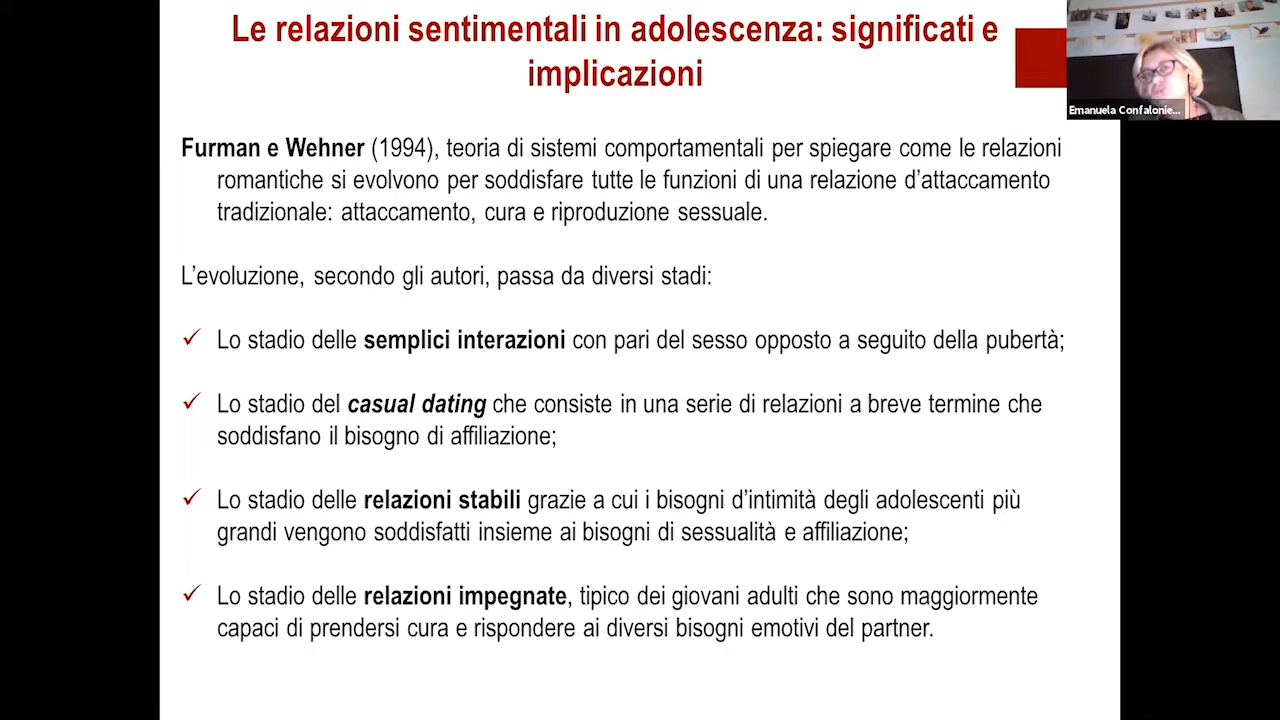 Le relazioni sentimentali in adolescenza: significati e
implicazioni
Emanuela Confalonie...
Furman e Wehner (1994), teoria di sistemi comportamentali per spiegare come le relazioni
romantiche si evolvono per soddisfare tutte le funzioni di una relazione d’attaccamento
tradizionale: attaccamento, cura e riproduzione sessuale.
L’evoluzione, secondo gli autori, passa da diversi stadi:
✓ Lo stadio delle semplici interazioni con pari del sesso opposto a seguito della pubertà;
✓ Lo stadio del casual dating che consiste in una serie di relazioni a breve termine che
soddisfano il bisogno di affiliazione;
✓ Lo stadio delle relazioni stabili grazie a cui i bisogni d’intimità degli adolescenti più
grandi vengono soddisfatti insieme ai bisogni di sessualità e affiliazione;
✓ Lo stadio delle relazioni impegnate, tipico dei giovani adulti che sono maggiormente
capaci di prendersi cura e rispondere ai diversi bisogni emotivi del partner.